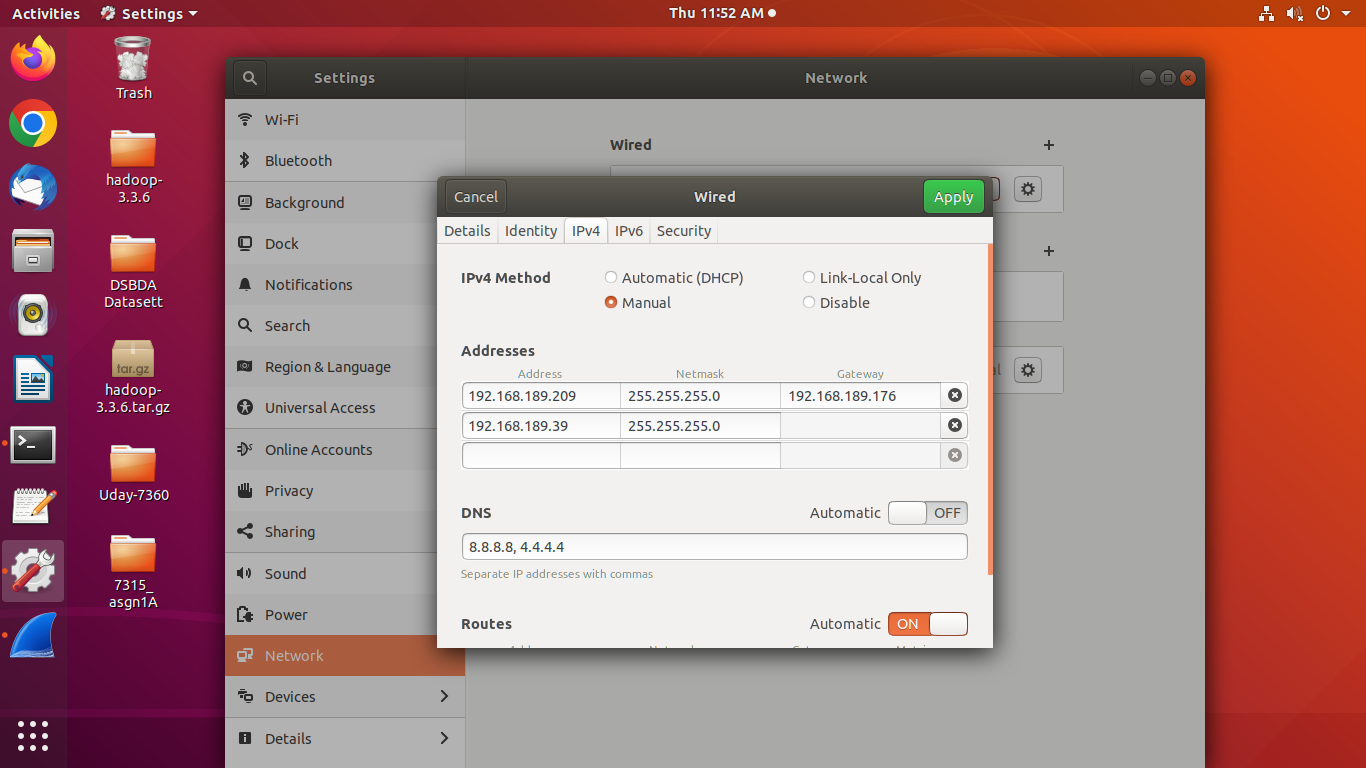 Activities
Settings
Thu 11:52 AM
Trash
hadoop-
3.3.6
DSBDA
Datasett
tar.gz
hadoop-
3.3.6.tar.gz
Uday-7360
7315_
asgn1A
Settings
Network
Wi-Fi
Bluetooth
Background
Dock
Notifications
Search
Region & Language
Universal Access
Online Accounts
Privacy
Sharing
Sound
Power
Network
Devices
Details
Wired
Cancel
Wired
Apply
Details Identity IPv4 IPv6 Security
IPv4 Method
Automatic (DHCP)
Link-Local Only
Manual
Disable
Addresses
Address Netmask Gateway
192.168.189.209 255.255.255.0 192.168.189.176
192.168.189.39 255.255.255.0
DNS
Automatic OFF
8.8.8.8, 4.4.4.4
Separate IP addresses with commas
Routes
Automatic ON